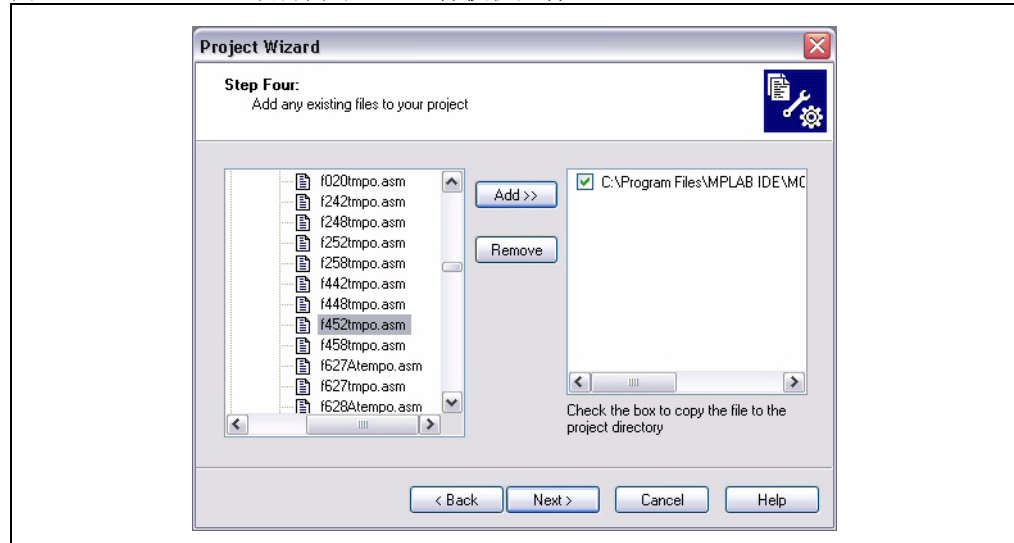 Project Wizard
Step Four:
Add any existing files to your project
f020tmpo.asm
f242tmpo.asm
f248tmpo.asm
f252tmpo.asm
f258tmpo.asm
f442tmpo.asm
f448tmpo.asm
f452tmpo.asm
f458tmpo.asm
f627Atempo.asm
f627tmpo.asm
f628Atempo.asm
Add >>
Remove
C:\Program Files\MPLAB IDE\MC
Check the box to copy the file to the
project directory
< Back
Next >
Cancel
Help